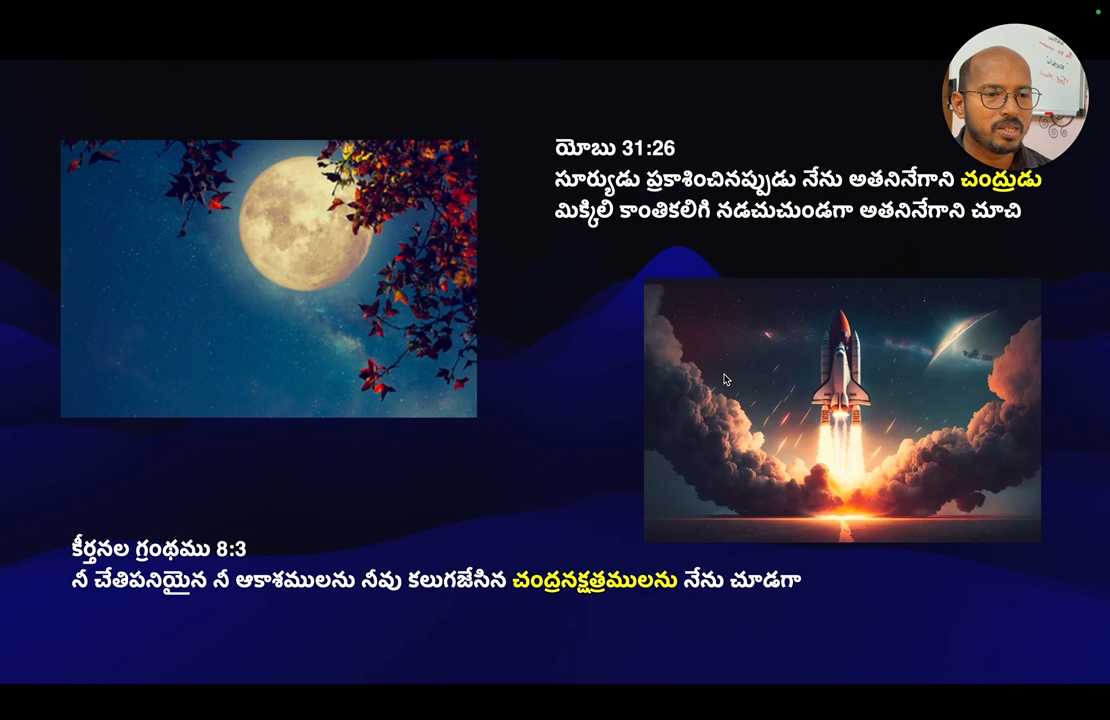 యోబు 31:26
సూర్యుడు ప్రకాశించినప్పుడు నేను అతనినేగాని చంద్రుడు
మిక్కిలి కాంతికలిగి నడచుచుండగా అతనినేగాని చూచి
కీర్తనల గ్రంథము 8:3
నీ చేతిపనియైన నీ ఆకాశములను నీవు కలుగజేసిన చంద్రనక్షత్రములను నేను చూడగా